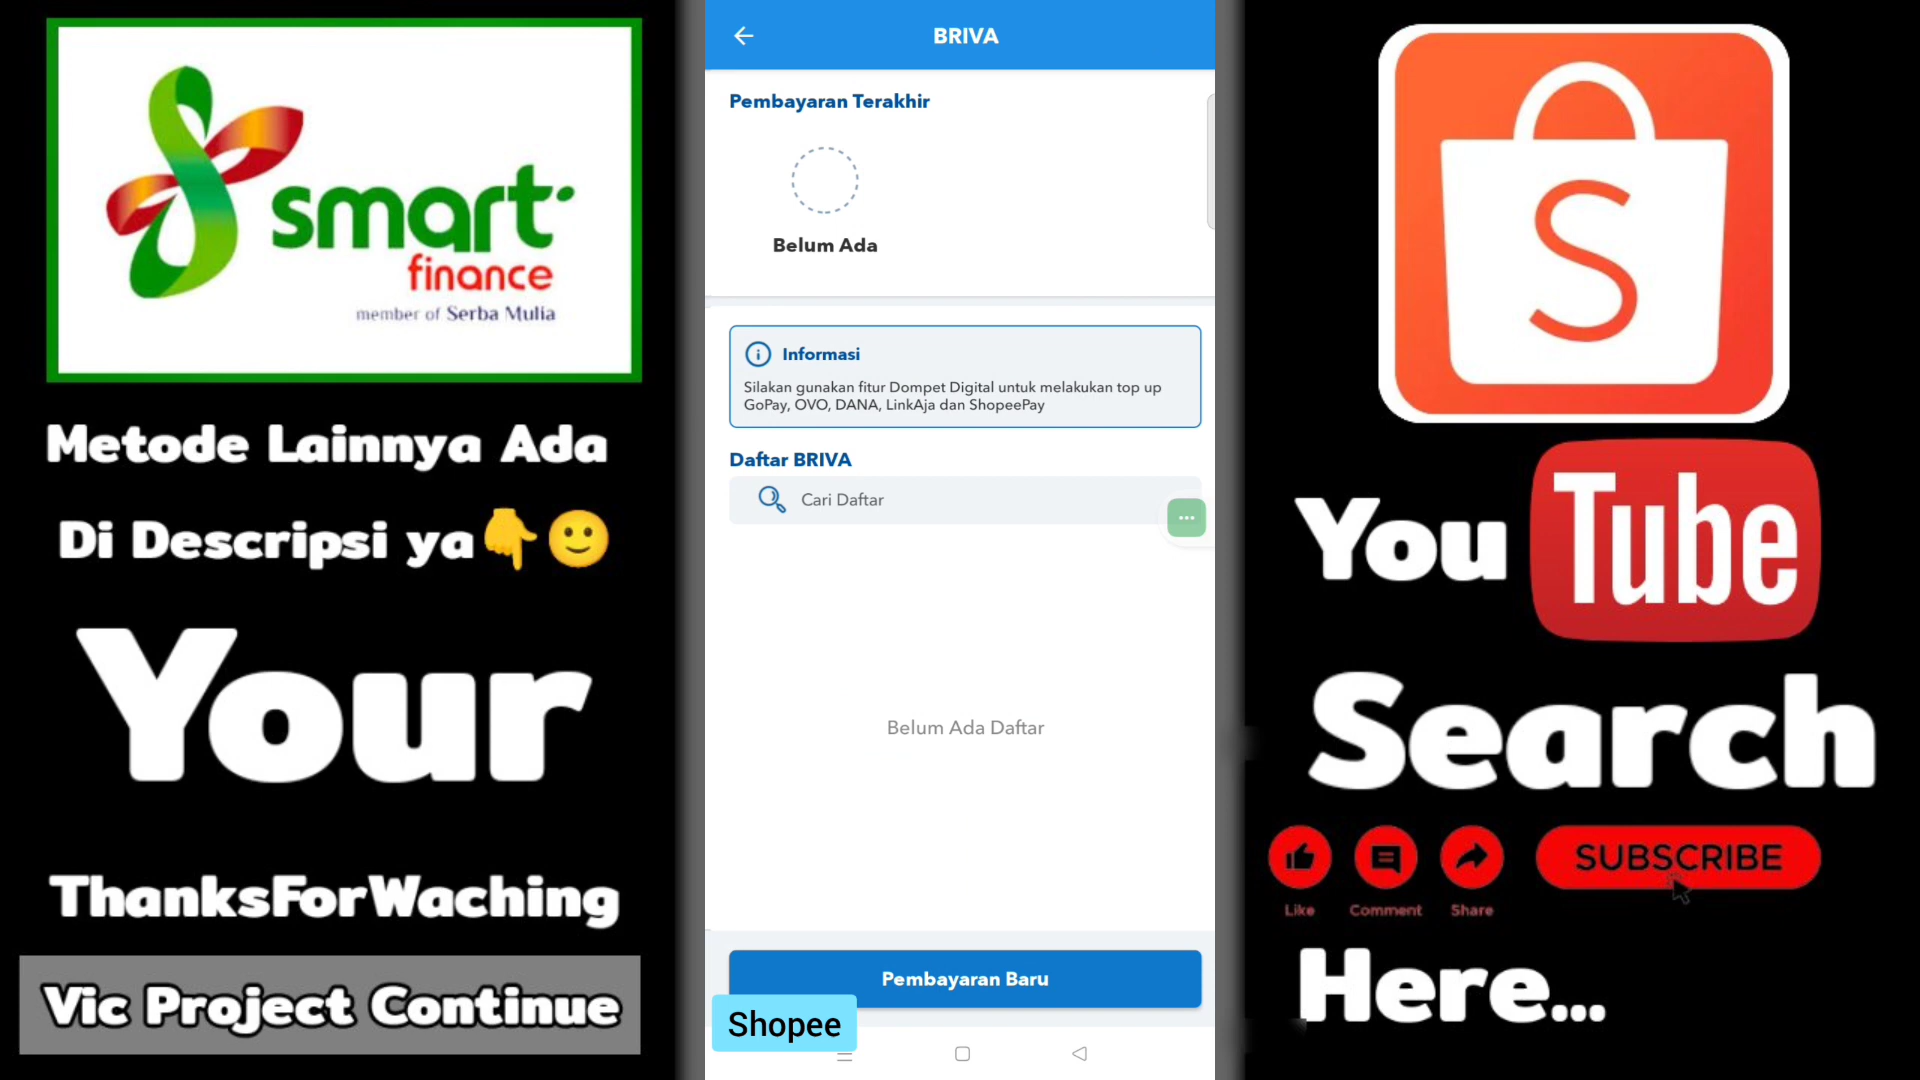 smart
finance
member of Serba Mulia
Metode Lainnya Ada
Di Descripsi ya👇🙂
Your
ThanksForWaching
Vic Project Continue
BRIVA
Pembayaran Terakhir
Belum Ada
Informasi
Silakan gunakan fitur Dompet Digital untuk melakukan top up
GoPay, OVO, DANA, LinkAja dan ShopeePay
Daftar BRIVA
Cari Daftar
Belum Ada Daftar
Pembayaran Baru
Shopee
S
You Tube
Search
SUBSCRIBE
Like Comment Share
Here...